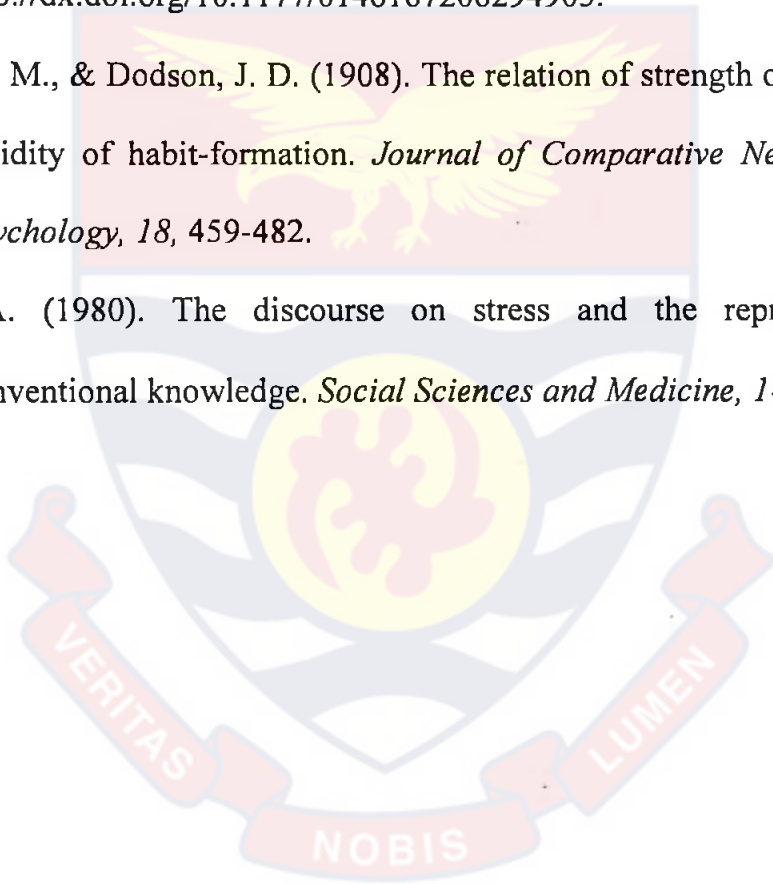 M., & Dodson, J. D. (1908). The relation of strength
idity of habit-formation. Journal of Comparative Ne
ychology, 18, 459-482.
(1980). The discourse on stress and the repr
nventional knowledge. Social Sciences and Medicine, 1
VERITAS
NOBIS
LUMEN